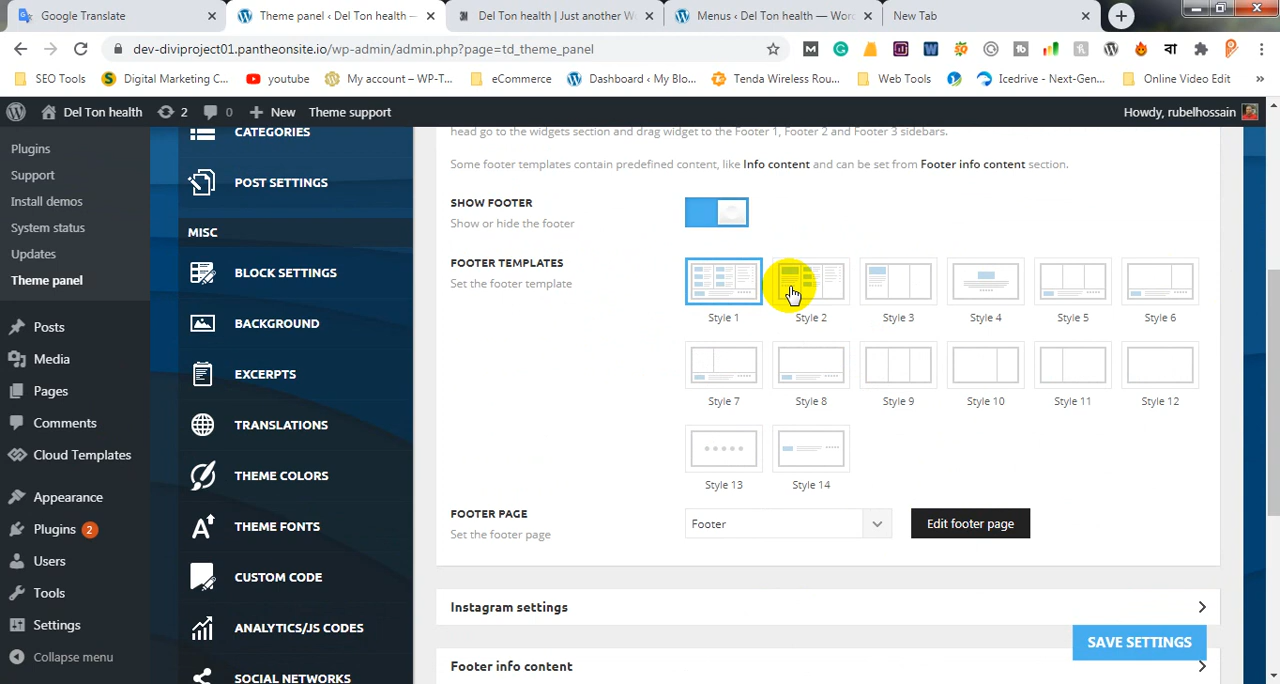 Google Translate
Theme panel ‹ Del Ton health —
Del Ton health | Just another W
Menus ‹ Del Ton health — Wor
New Tab
dev-diviproject01.pantheonsite.io/wp-admin/admin.php?page=td_theme_panel
SEO Tools
Digital Marketing C...
youtube
My account – WP-T...
eCommerce
Dashboard ‹ My Blo...
Tenda Wireless Rou...
Web Tools
Icedrive - Next-Gen...
Online Video Edit
»
Del Ton health
2
0
New
Theme support
Howdy, rubelhossain
Plugins
Support
Install demos
System status
Updates
Theme panel
Posts
Media
Pages
Comments
Cloud Templates
Appearance
Plugins 2
Users
Tools
Settings
Collapse menu
CATEGORIES
POST SETTINGS
MISC
BLOCK SETTINGS
BACKGROUND
EXCERPTS
TRANSLATIONS
THEME COLORS
THEME FONTS
CUSTOM CODE
ANALYTICS/JS CODES
SOCIAL NETWORKS
head go to the widgets section and drag widget to the Footer 1, Footer 2 and Footer 3 sidebars.
Some footer templates contain predefined content, like Info content and can be set from Footer info content section.
SHOW FOOTER
Show or hide the footer
FOOTER TEMPLATES
Set the footer template
Style 1
Style 2
Style 3
Style 4
Style 5
Style 6
Style 7
Style 8
Style 9
Style 10
Style 11
Style 12
Style 13
Style 14
FOOTER PAGE
Set the footer page
Footer
Edit footer page
Instagram settings
SAVE SETTINGS
Footer info content